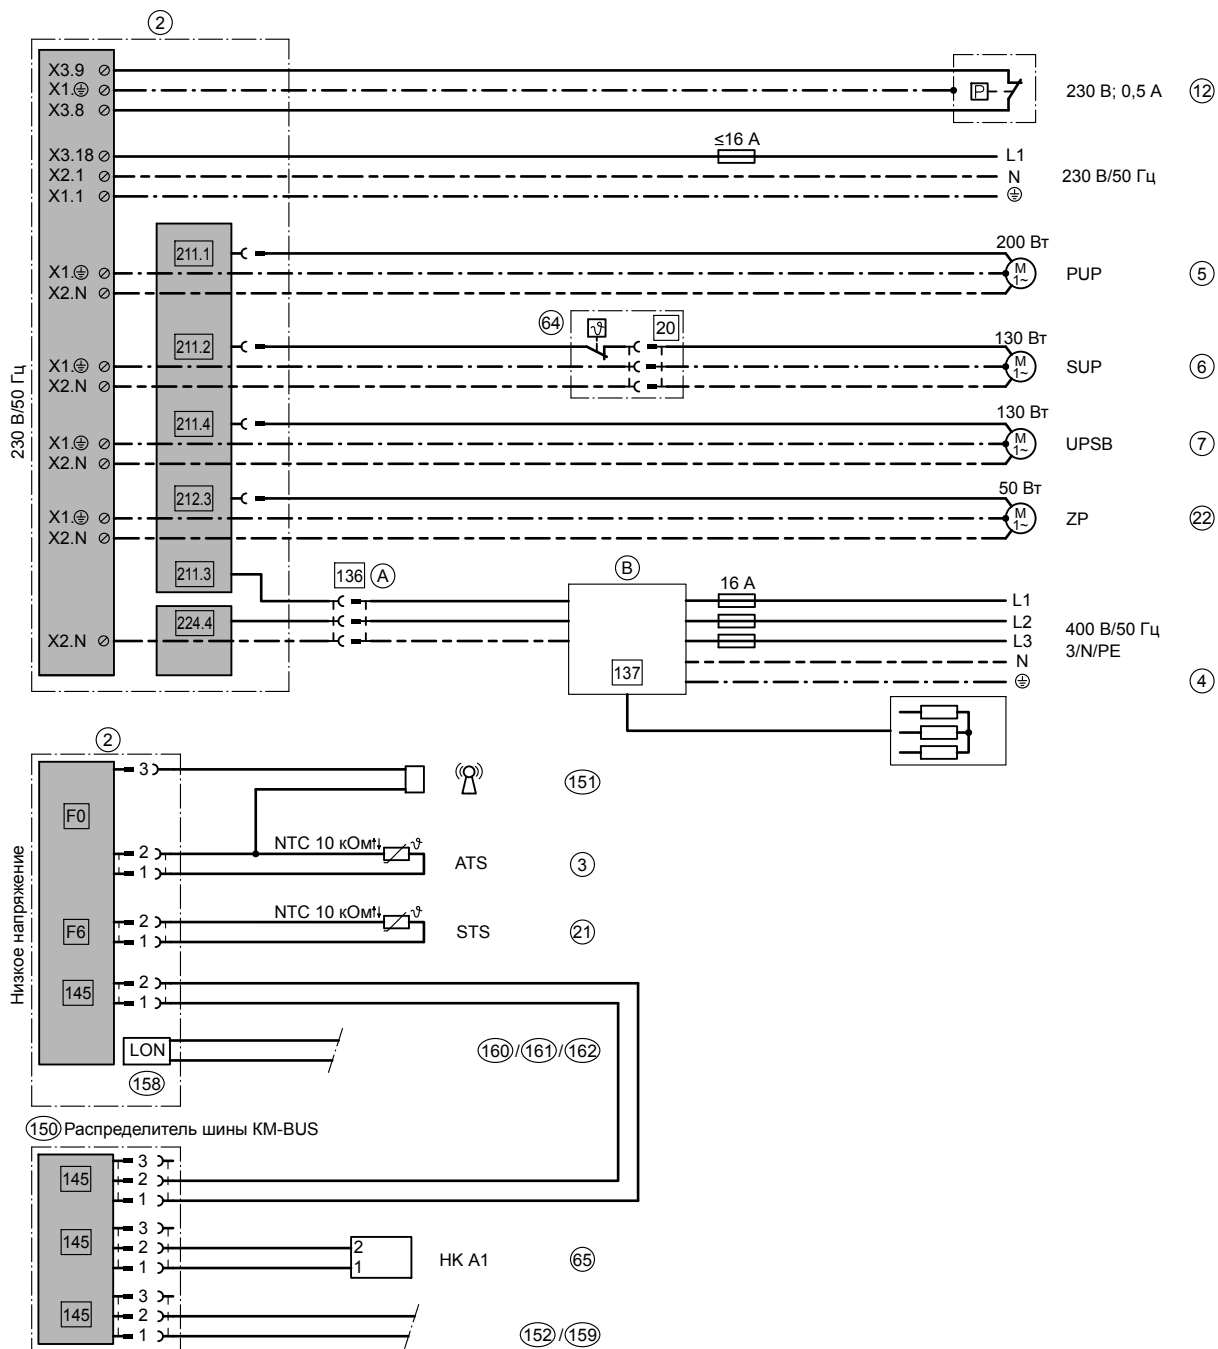 2
X3.9
X1.
P
230 В; 0,5 А
12
X3.8
≤16 А
X3.18
L1
X2.1
N
230 В/50 Гц
X1.1
200 Вт
211.1
X1.
M
1~
PUP
5
X2.N
64
ϑ
20
130 Вт
211.2
X1.
M
1~
SUP
6
X2.N
230 В/50 Гц
130 Вт
211.4
X1.
M
1~
UPSB
7
X2.N
50 Вт
212.3
X1.
M
1~
ZP
22
X2.N
211.3
136
A
B
16 А
L1
224.4
L2
400 В/50 Гц
X2.N
L3
3/N/PE
N
137
4
2
3
151
F0
NTC 10 кОм
ϑ
2
ATS
3
1
Низкое напряжение
NTC 10 кОм
ϑ
F6
2
STS
21
1
145
2
1
LON
160/161/162
158
150 Распределитель шины KM-BUS
3
145
2
1
3
145
2
2
HK A1
65
1
1
3
145
2
1
152/159